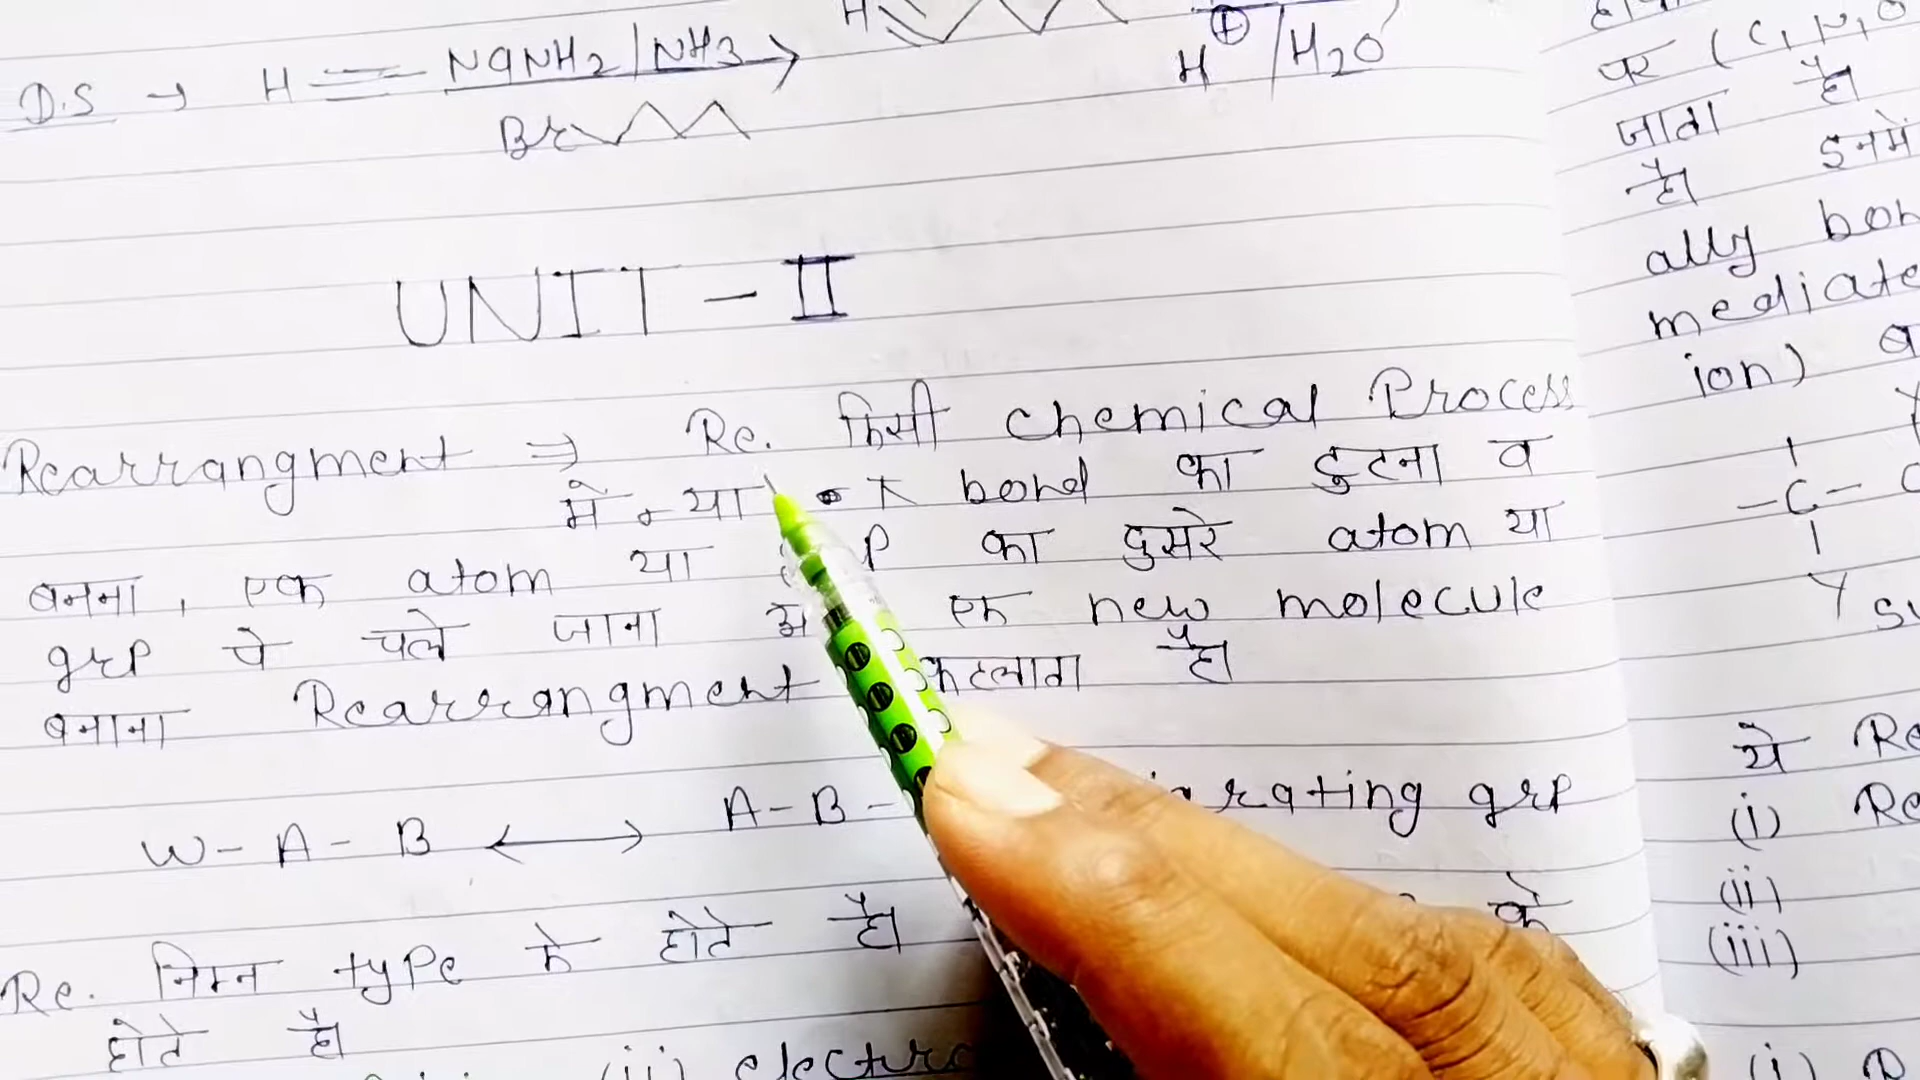 D.S → H ≡ NaNH2/NH3
Br
H
H⊕/H2O
UNIT - II
Rearrangment ⇒ Re. किसी chemical Process
में σ या π bond का टुटना व
बनना, एक atom या का दुसरे atom या
grp पे चले जाना एक new molecule
बनाना Rearrangment कहलाता है।
W - A - B ⟷ A - B - grating grp
Re. निम्न type के होते है। के
होते है।
(ii) electro
पर (C, N, O
जाता है
है। इनमें
ally bon
mediate
ion)
- C - C
Y
ये Re
(i) Re
(ii)
(iii)
(i)